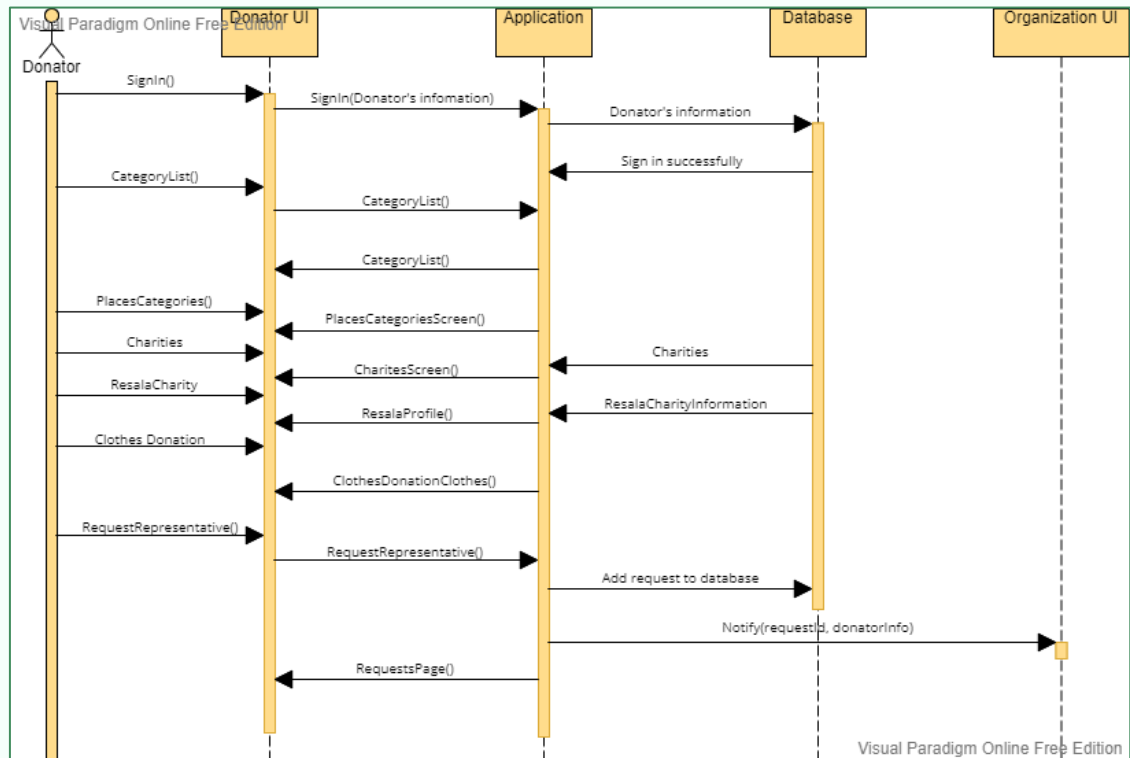 Visual Paradigm Online Free Edition
Donator UI
Application
Database
Organization UI
Donator
SignIn()
SignIn(Donator's infomation)
Donator's information
Sign in successfully
CategoryList()
CategoryList()
CategoryList()
PlacesCategories()
PlacesCategoriesScreen()
Charities
Charities
CharitesScreen()
ResalaCharity
ResalaCharityInformation
ResalaProfile()
Clothes Donation
ClothesDonationClothes()
RequestRepresentative()
RequestRepresentative()
Add request to database
Notify(requestId, donatorInfo)
RequestsPage()
Visual Paradigm Online Free Edition